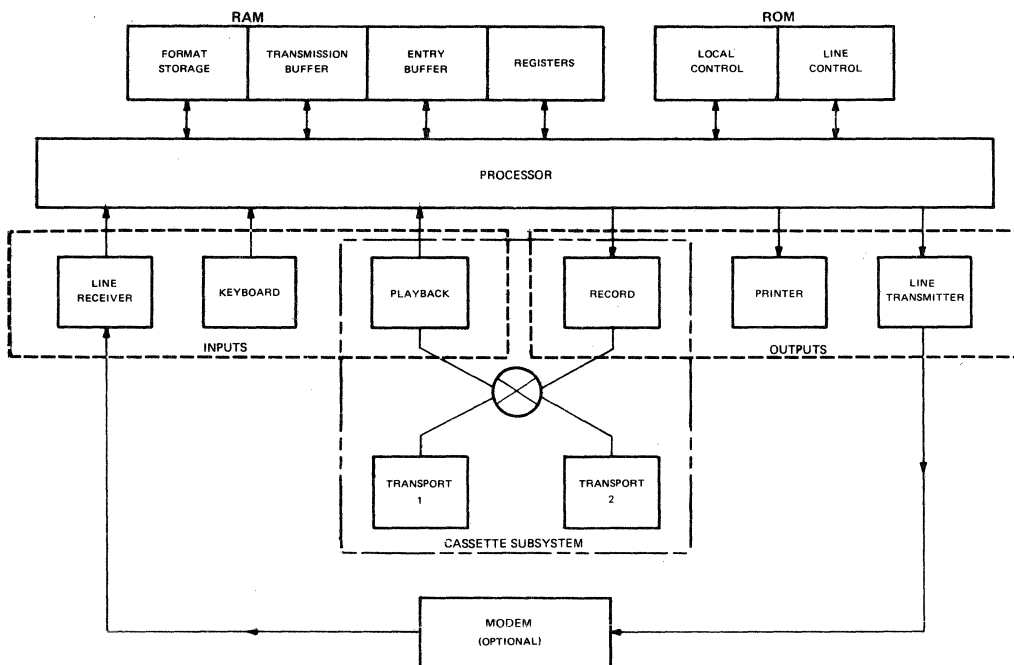 RAM
ROM
FORMAT
STORAGE
TRANSMISSION
BUFFER
ENTRY
BUFFER
REGISTERS
LOCAL
CONTROL
LINE
CONTROL
PROCESSOR
LINE
RECEIVER
KEYBOARD
PLAYBACK
RECORD
PRINTER
LINE
TRANSMITTER
INPUTS
OUTPUTS
TRANSPORT
1
TRANSPORT
2
CASSETTE SUBSYSTEM
MODEM
(OPTIONAL)